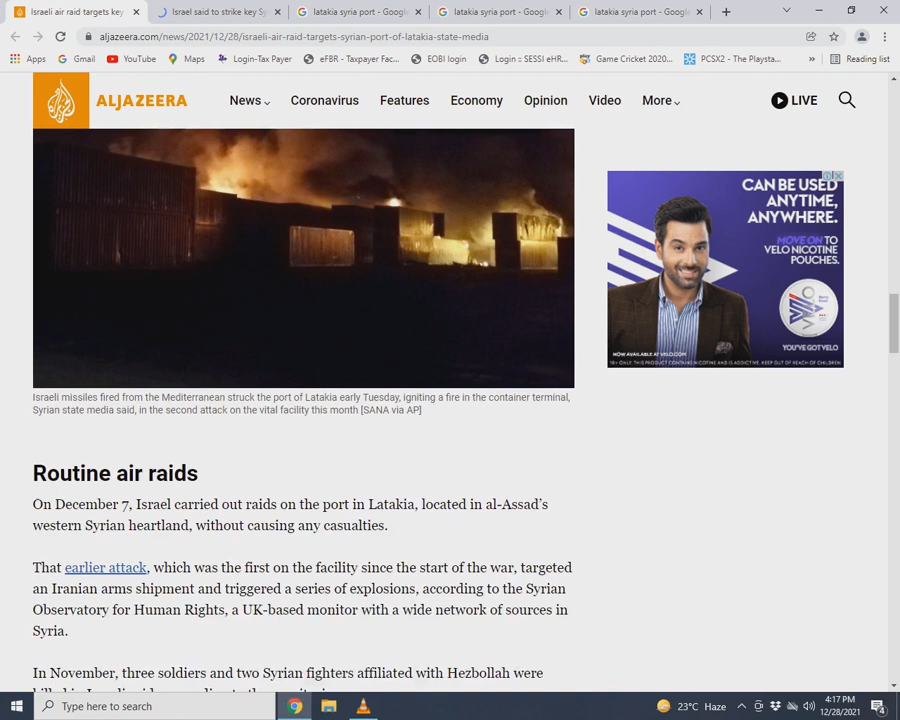 Israeli air raid targets key
Israel said to strike key Sy
latakia syria port - Google
latakia syria port - Google
latakia syria port - Google
aljazeera.com/news/2021/12/28/israeli-air-raid-targets-syrian-port-of-latakia-state-media
Apps
Gmail
YouTube
Maps
Login-Tax Payer
eFBR - Taxpayer Fac...
EOBI login
Login :: SESSI eHR...
Game Cricket 2020...
PCSX2 - The Playsta...
»
Reading list
ALJAZEERA
News
Coronavirus
Features
Economy
Opinion
Video
More
LIVE
CAN BE USED
ANYTIME,
ANYWHERE.
MOVE ON TO
VELO NICOTINE
POUCHES.
VELO
YOU'VE GOT VELO
NOW AVAILABLE AT VELO.COM
18+ ONLY. THIS PRODUCT CONTAINS NICOTINE AND IS ADDICTIVE. KEEP OUT OF REACH OF CHILDREN
Israeli missiles fired from the Mediterranean struck the port of Latakia early Tuesday, igniting a fire in the container terminal,
Syrian state media said, in the second attack on the vital facility this month [SANA via AP]
Routine air raids
On December 7, Israel carried out raids on the port in Latakia, located in al-Assad's
western Syrian heartland, without causing any casualties.
That earlier attack, which was the first on the facility since the start of the war, targeted
an Iranian arms shipment and triggered a series of explosions, according to the Syrian
Observatory for Human Rights, a UK-based monitor with a wide network of sources in
Syria.
In November, three soldiers and two Syrian fighters affiliated with Hezbollah were
Type here to search
23°C Haze
4:17 PM
12/28/2021
4